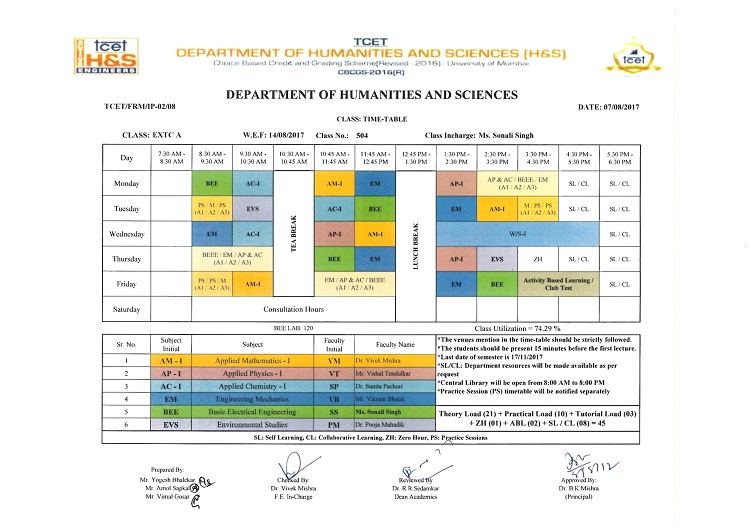 tcet
H&S
ENGINEERS
TCET
DEPARTMENT OF HUMANITIES AND SCIENCES (H&S)
Choice Based Credit and Grading Scheme(Revised - 2016) - University of Mumbai
CBCGS-2016(R)
tcet
DEPARTMENT OF HUMANITIES AND SCIENCES
TCET/FRM/IP-02/08 DATE: 07/08/2017
CLASS: TIME-TABLE
CLASS: EXTC A W.E.F: 14/08/2017 Class No.: 504 Class Incharge: Ms. Sonali Singh
Day 7:30 AM - 8:30 AM 8:30 AM - 9:30 AM 9:30 AM - 10:30 AM 10:30 AM - 10:45 AM 10:45 AM - 11:45 AM 11:45 AM - 12:45 PM 12:45 PM - 1:30 PM 1:30 PM - 2:30 PM 2:30 PM - 3:30 PM 3:30 PM - 4:30 PM 4:30 PM - 5:30 PM 5:30 PM - 6:30 PM
Monday BEE AC-I AM-I EM AP-I AP & AC / BEEE / EM (A1 / A2 / A3) SL / CL SL / CL
Tuesday PS / M / PS (A1 / A2 / A3) EVS AC-I BEE EM AM-I M / PS / PS (A1 / A2 / A3) SL / CL SL / CL
TEA BREAK
LUNCH BREAK
Wednesday EM AC-I AP-I AM-I W/S-I SL / CL
Thursday BEEE / EM / AP & AC (A1 / A2 / A3) BEE EM AP-I EVS ZH SL / CL SL / CL
Friday PS / PS / M (A1 / A2 / A3) AM-I EM / AP & AC / BEEE (A1 / A2 / A3) EM BEE Activity Based Learning / Club Test SL / CL
Saturday Consultation Hours
BEE LAB: 120 Class Utilization = 74.29 %
Sr. No. Subject Initial Subject Faculty Initial Faculty Name
1 AM - I Applied Mathematics - I VM Dr. Vivek Mishra
2 AP - I Applied Physics - I VT Mr. Vishal Tendulkar
3 AC - I Applied Chemistry - I SP Dr. Sunita Pachori
4 EM Engineering Mechanics VB Mr. Vikrant Bhatia
5 BEE Basic Electrical Engineering SS Ms. Sonali Singh
6 EVS Environmental Studies PM Dr. Pooja Mahadik
*The venues mention in the time-table should be strictly followed.
*The students should be present 15 minutes before the first lecture.
*Last date of semester is 17/11/2017
*SL/CL: Department resources will be made available as per
request
*Central Library will be open from 8:00 AM to 8:00 PM
*Practice Session (PS) timetable will be notified separately
Theory Load (21) + Practical Load (10) + Tutorial Load (03)
+ ZH (01) + ABL (02) + SL / CL (08) = 45
SL: Self Learning, CL: Collaborative Learning, ZH: Zero Hour, PS: Practice Sessions
Prepared By: Checked By: Reviewed By Approved By:
Mr. Yogesh Bhalekar Dr. Vivek Mishra Dr. R.R.Sedamkar Dr. B.K.Mishra
Mr. Amol Sapkal F.E. In-Charge Dean Academics (Principal)
Mr. Vimal Gosar